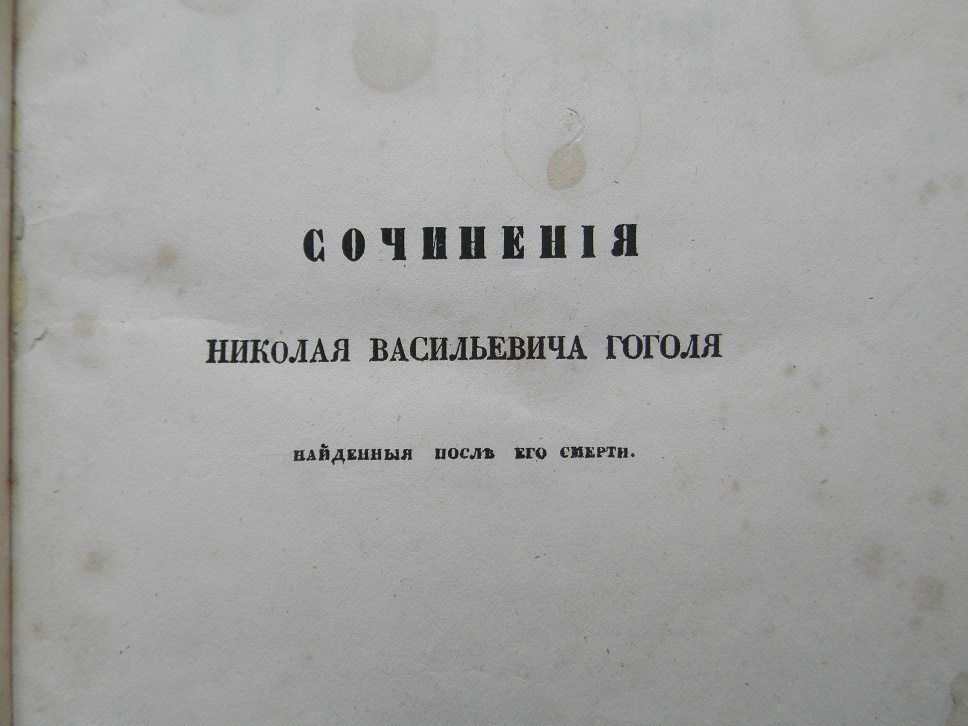 СОЧИНЕНІЯ
НИКОЛАЯ ВАСИЛЬЕВИЧА ГОГОЛЯ
НАЙДЕННЫЯ ПОСЛѢ ЕГО СМЕРТИ.